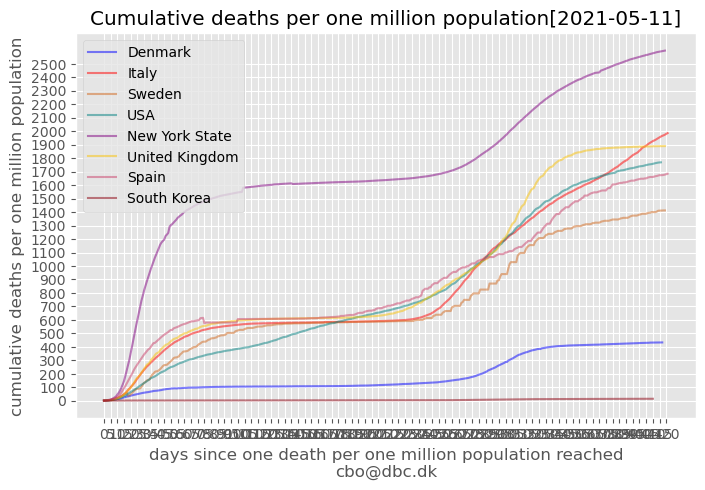 Cumulative deaths per one million population[2021-05-11]
cumulative deaths per one million population
2500
2400
2300
2200
2100
2000
1900
1800
1700
1600
1500
1400
1300
1200
1100
1000
900
800
700
600
500
400
300
200
100
0
Denmark
Italy
Sweden
USA
New York State
United Kingdom
Spain
South Korea
days since one death per one million population reached
cbo@dbc.dk